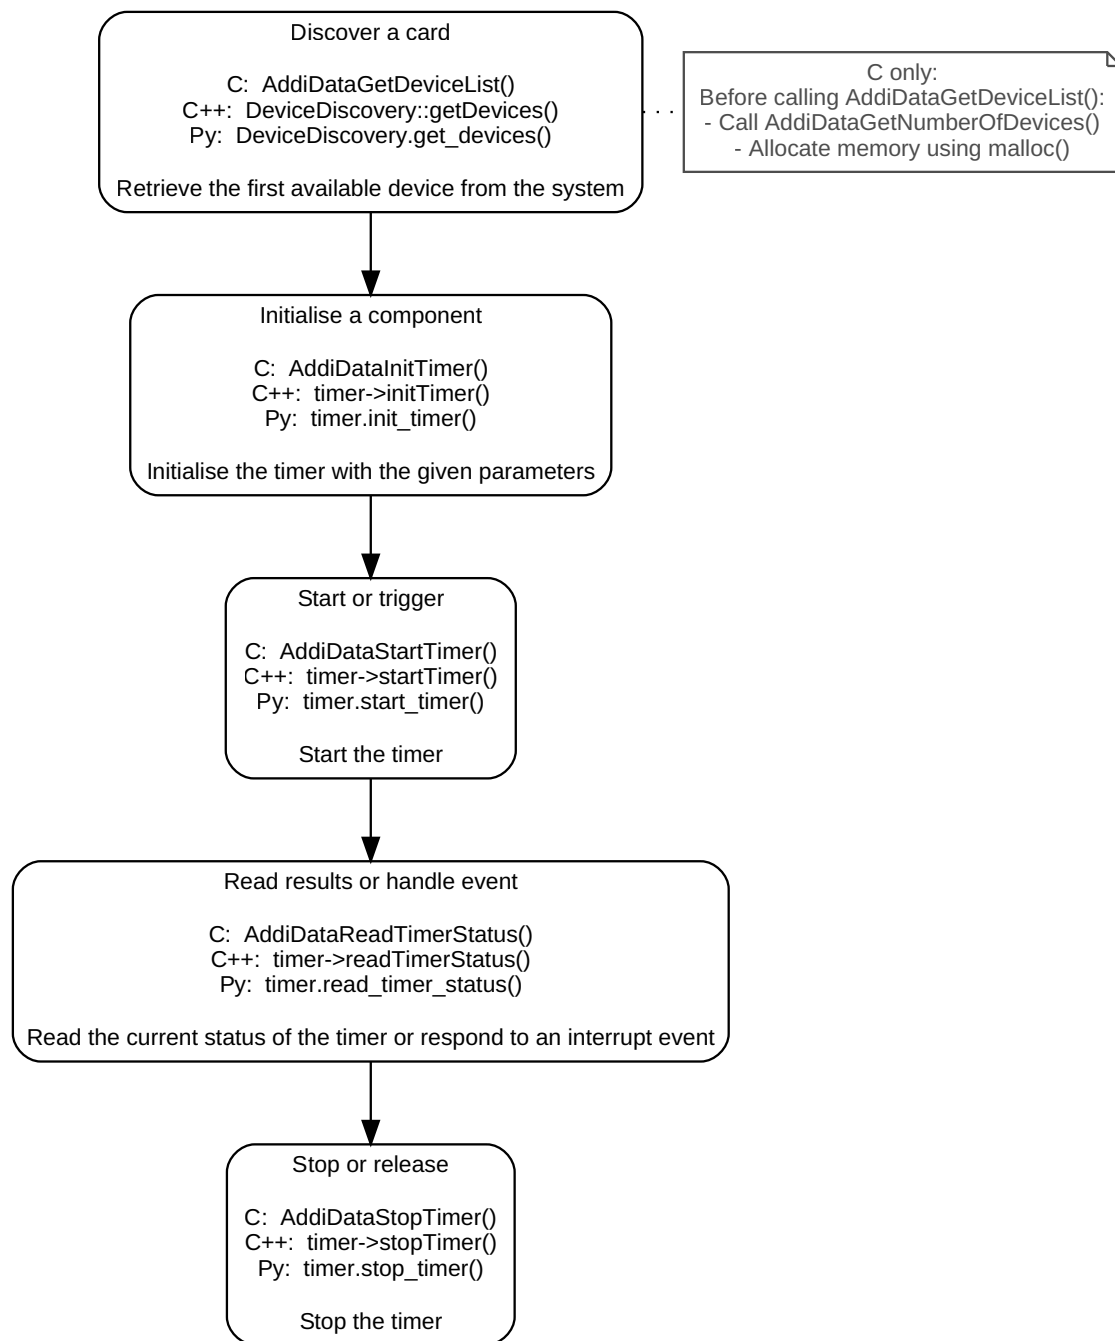 Discover a card
C:  AddiDataGetDeviceList()
C++:  DeviceDiscovery::getDevices()
Py:  DeviceDiscovery.get_devices()
Retrieve the first available device from the system
C only:
Before calling AddiDataGetDeviceList():
- Call AddiDataGetNumberOfDevices()
- Allocate memory using malloc()
Initialise a component
C:  AddiDataInitTimer()
C++:  timer->initTimer()
Py:  timer.init_timer()
Initialise the timer with the given parameters
Start or trigger
C:  AddiDataStartTimer()
C++:  timer->startTimer()
Py:  timer.start_timer()
Start the timer
Read results or handle event
C:  AddiDataReadTimerStatus()
C++:  timer->readTimerStatus()
Py:  timer.read_timer_status()
Read the current status of the timer or respond to an interrupt event
Stop or release
C:  AddiDataStopTimer()
C++:  timer->stopTimer()
Py:  timer.stop_timer()
Stop the timer